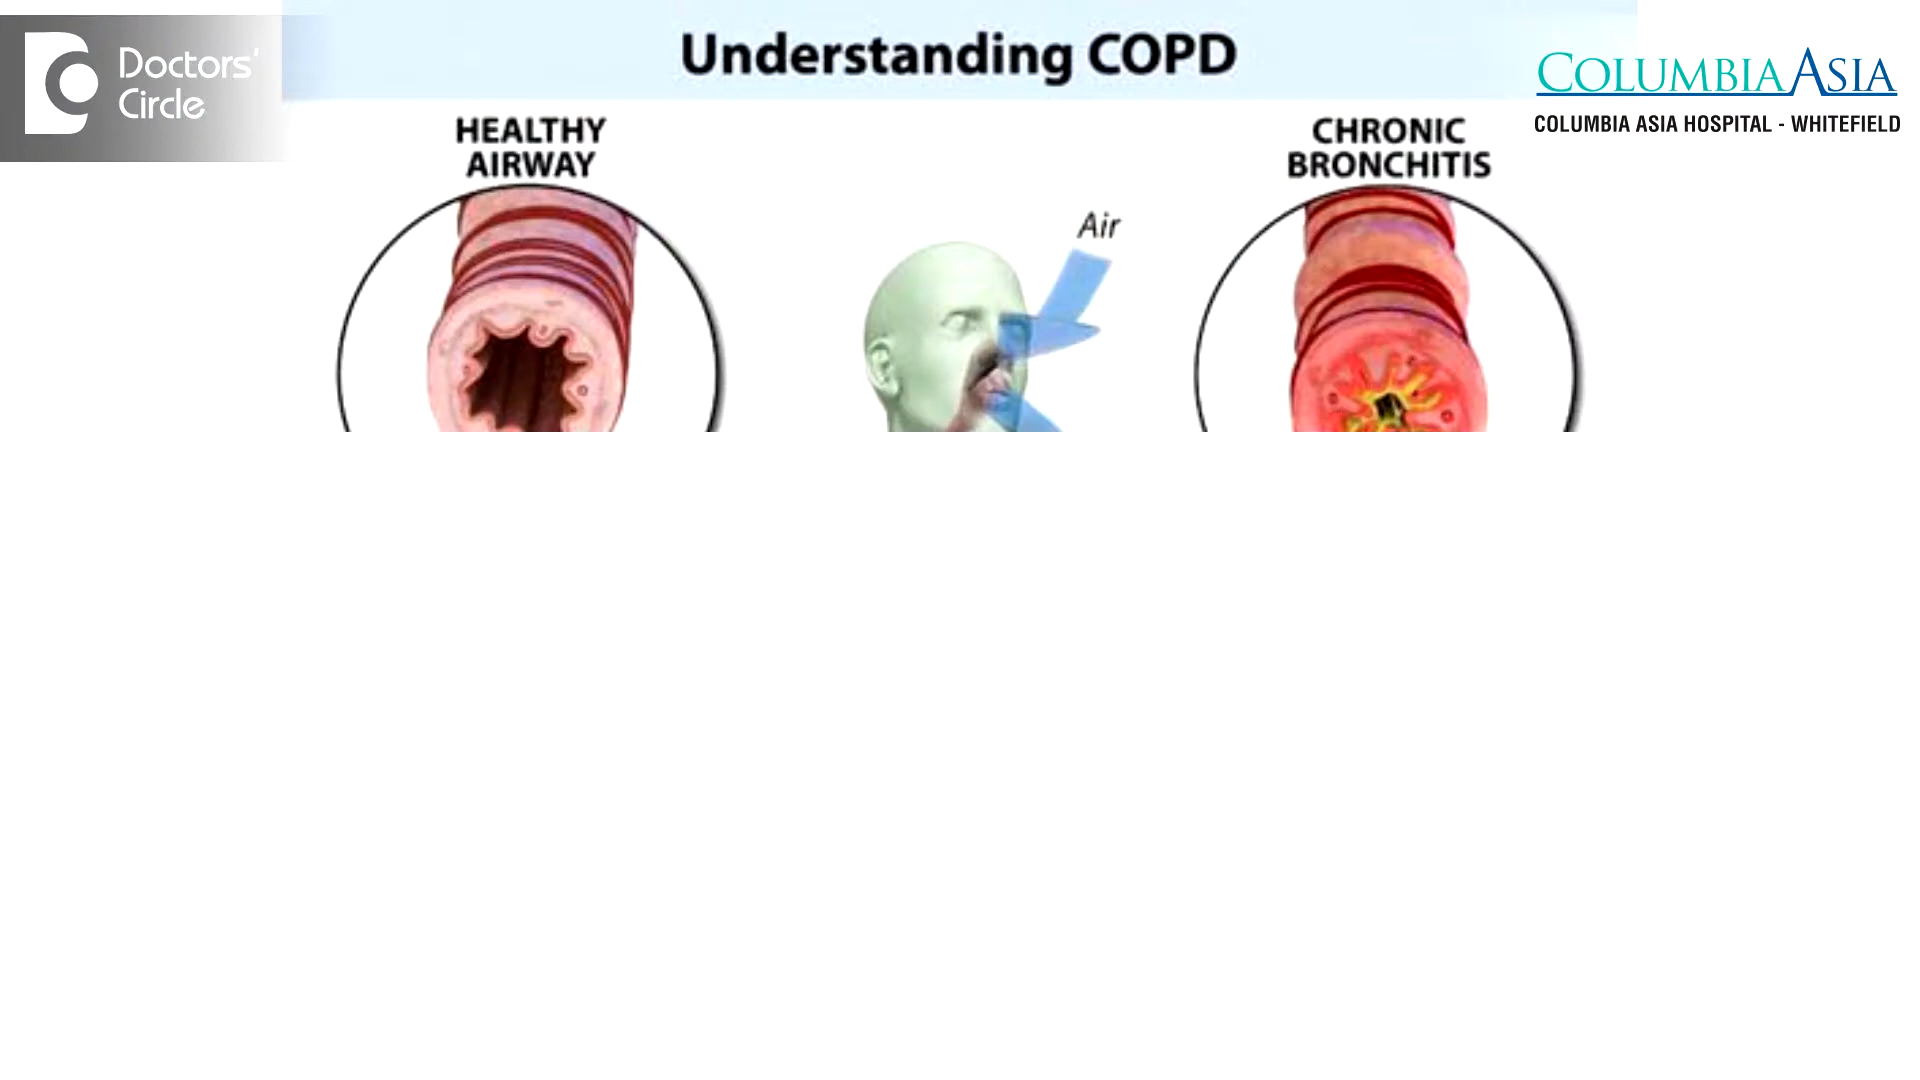 Doctors'
Circle
Understanding COPD
COLUMBIA ASIA
COLUMBIA ASIA HOSPITAL - WHITEFIELD
HEALTHY
AIRWAY
Air
CHRONIC
BRONCHITIS